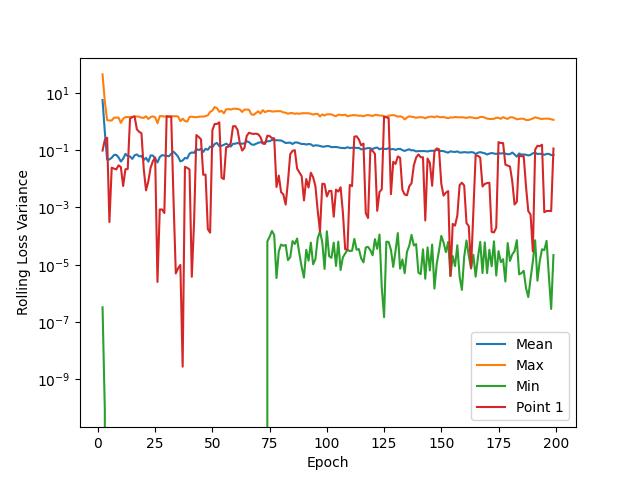 Rolling Loss Variance
10¹
10⁻¹
10⁻³
10⁻⁵
10⁻⁷
10⁻⁹
0 25 50 75 100 125 150 175 200
Epoch
Mean
Max
Min
Point 1